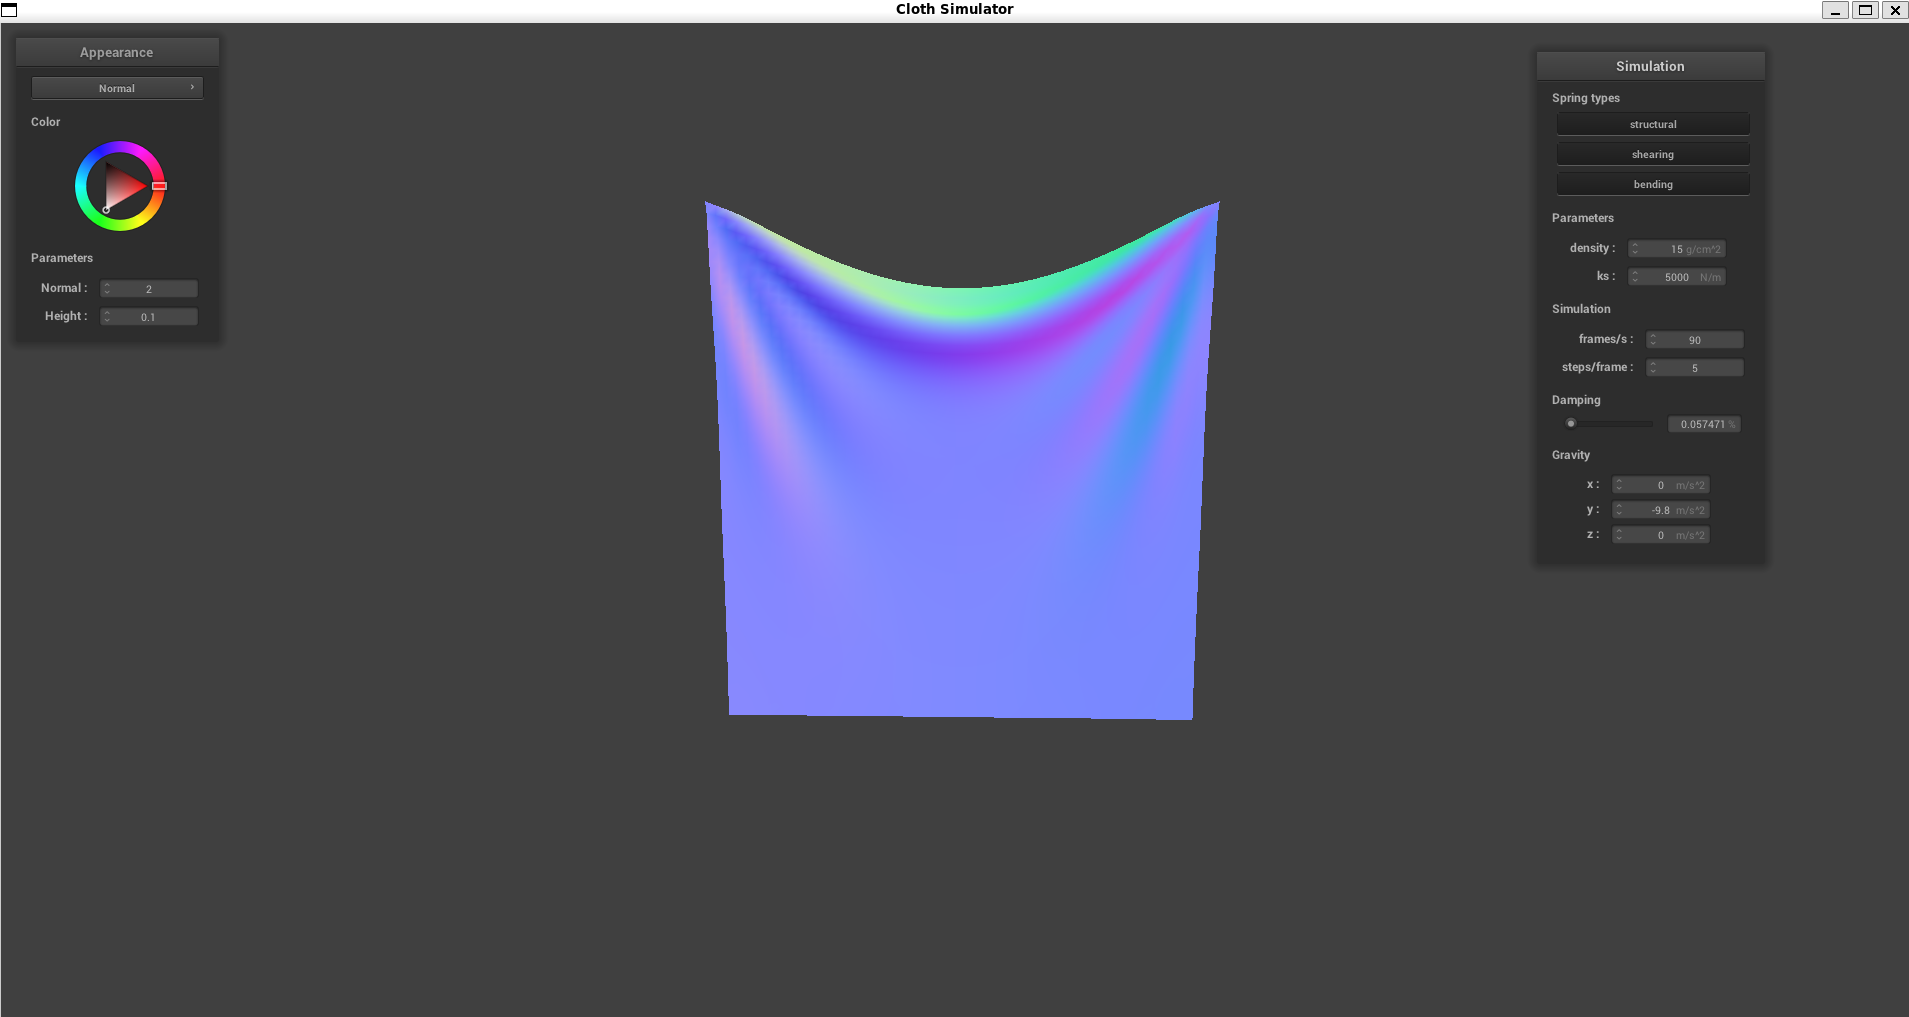 Cloth Simulator
Appearance
Normal
Color
Parameters
Normal : 2
Height : 0.1
Simulation
Spring types
structural
shearing
bending
Parameters
density : 15 g/cm^2
ks : 5000 N/m
Simulation
frames/s : 90
steps/frame : 5
Damping
0.057471 %
Gravity
x : 0 m/s^2
y : -9.8 m/s^2
z : 0 m/s^2